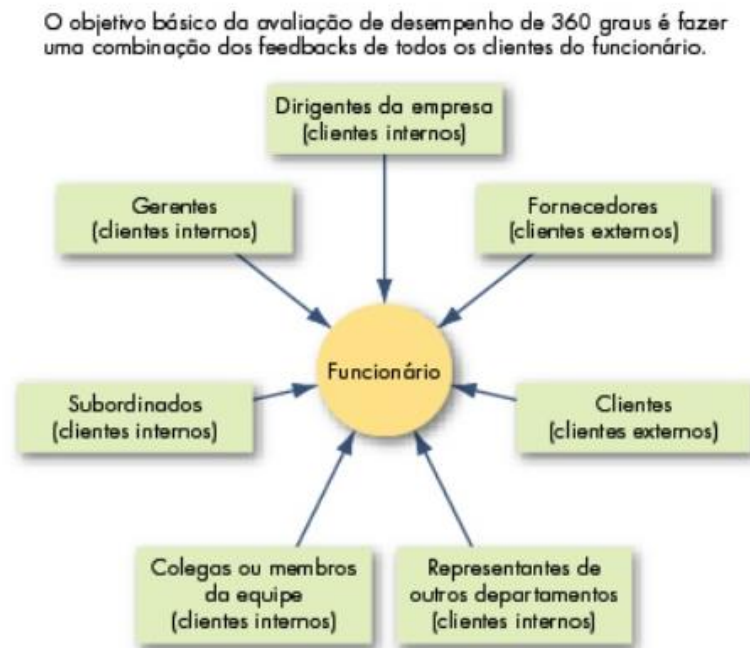 O objetivo básico da avaliação de desempenho de 360 graus é fazer
uma combinação dos feedbacks de todos os clientes do funcionário.
Dirigentes da empresa
(clientes internos)
Gerentes
(clientes internos)
Fornecedores
(clientes externos)
Funcionário
Subordinados
(clientes internos)
Clientes
(clientes externos)
Colegas ou membros
da equipe
(clientes internos)
Representantes de
outros departamentos
(clientes internos)